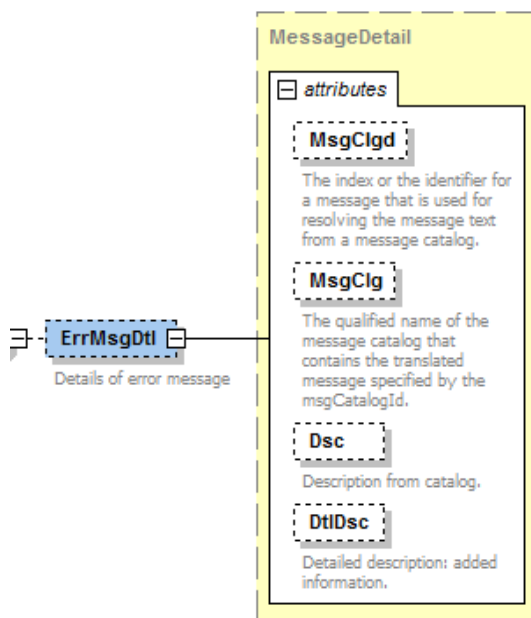 MessageDetail
attributes
MsgClgd
The index or the identifier for
a message that is used for
resolving the message text
from a message catalog.
MsgClg
The qualified name of the
message catalog that
contains the translated
message specified by the
msgCatalogId.
ErrMsgDtl
Details of error message
Dsc
Description from catalog.
DtlDsc
Detailed description: added
information.